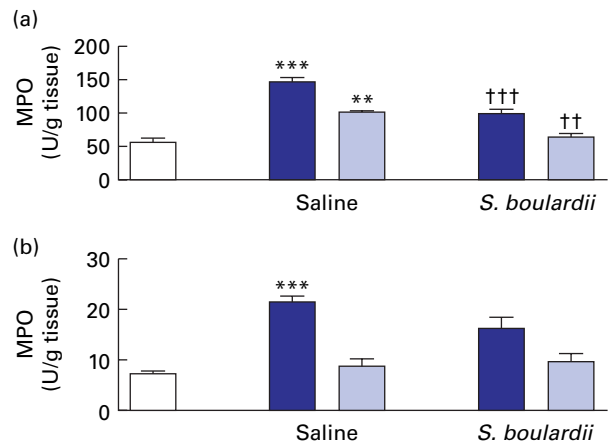 (a)
MPO
(U/g tissue)
200
150
100
50
0
***
**
†††
††
Saline
S. boulardii
(b)
MPO
(U/g tissue)
30
20
10
0
***
Saline
S. boulardii